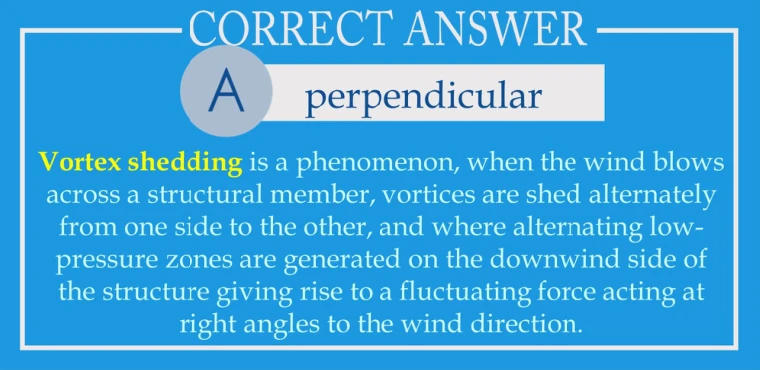 CORRECT ANSWER
A perpendicular
Vortex shedding is a phenomenon, when the wind blows
across a structural member, vortices are shed alternately
from one side to the other, and where alternating low-
pressure zones are generated on the downwind side of
the structure giving rise to a fluctuating force acting at
right angles to the wind direction.